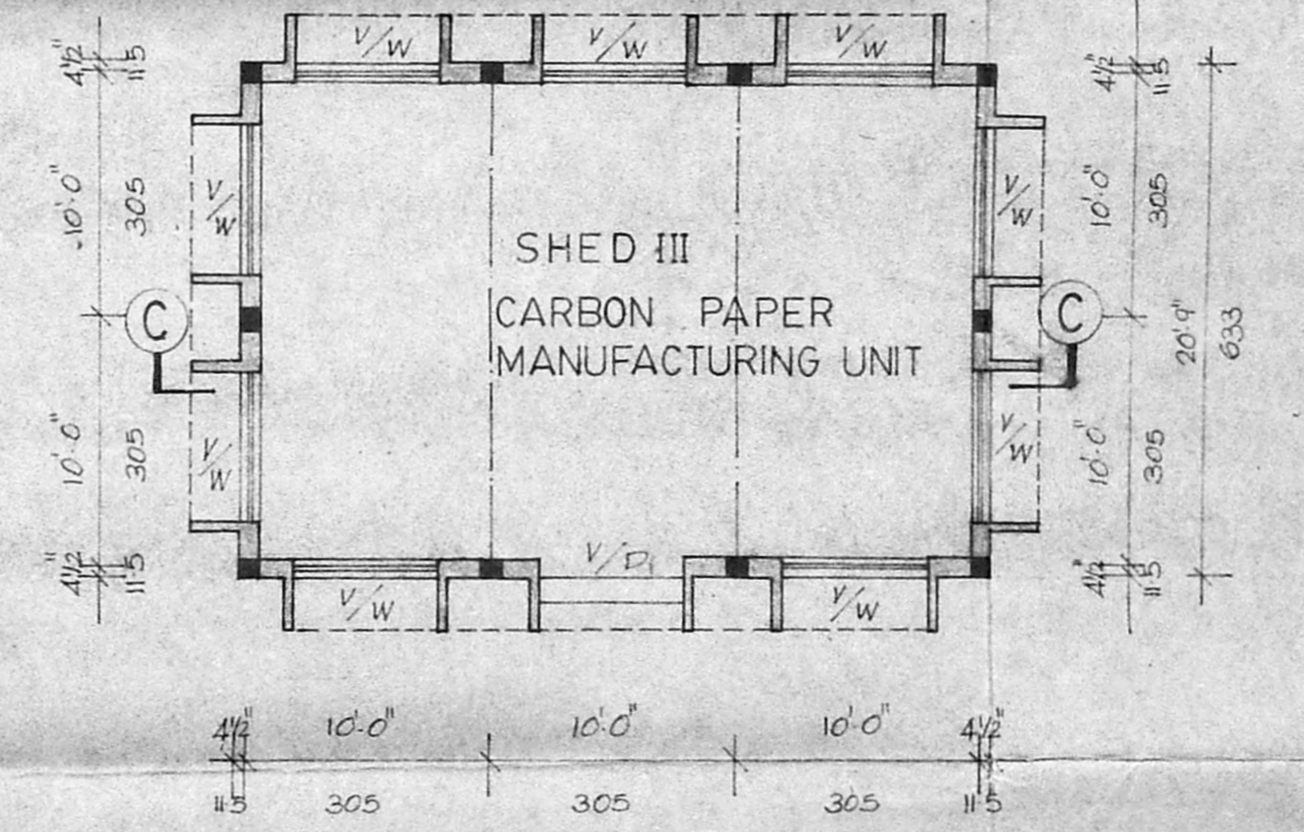 V/W V/W V/W
4½" 11·5
4½" 11·5
V/W
V/W
10'-0" 305
10'-0" 305
SHED III
C
C
CARBON PAPER
20'-9" 633
MANUFACTURING UNIT
V/W
V/W
10'-0" 305
10'-0" 305
V/D
4½" 11·5
4½" 11·5
V/W
V/W
4½" 10'-0" 10'-0" 10'-0" 4½"
11·5 305 305 305 11·5